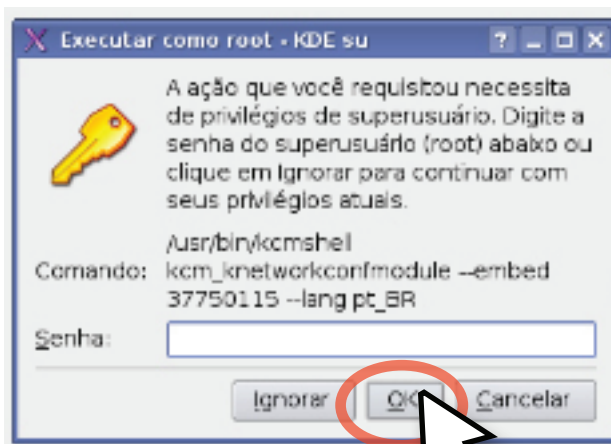 Executar como root - KDE su
A ação que você requisitou necessita
de privilégios de superusuário. Digite a
senha do superusuário (root) abaixo ou
clique em Ignorar para continuar com
seus privilégios atuais.
/usr/bin/kcmshell
Comando: kcm_knetworkconfmodule --embed
37750115 --lang pt_BR
Senha:
Ignorar OK Cancelar